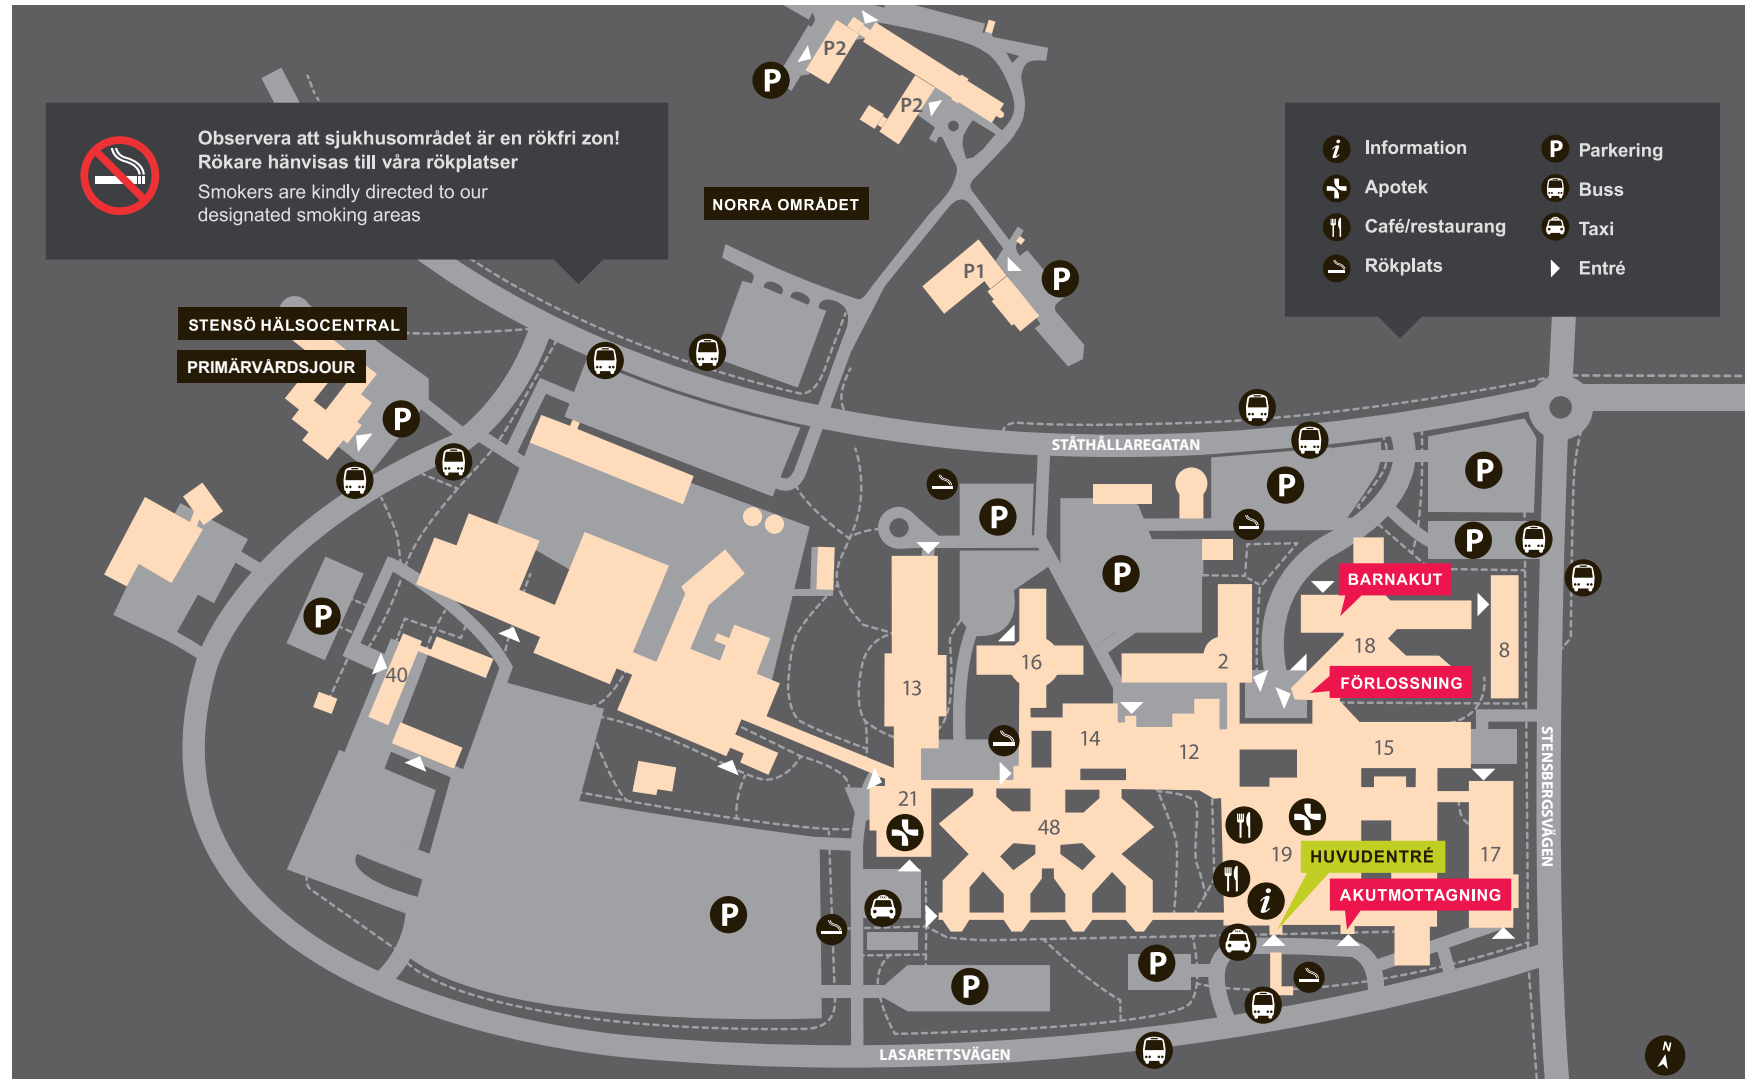 Observera att sjukhusområdet är en rökfri zon!
Rökare hänvisas till våra rökplatser
Smokers are kindly directed to our
designated smoking areas
P2
P
P2
NORRA OMRÅDET
P1
P
i Information
Apotek
Café/restaurang
Rökplats
P Parkering
Buss
Taxi
Entré
STENSÖ HÄLSOCENTRAL
PRIMÄRVÅRDSJOUR
P
STÅTHÅLLAREGATAN
P
P
P
P
P
P
BARNAKUT
18
8
16
2
13
40
FÖRLOSSNING
14
12
15
STENSBERGSVÄGEN
21
48
19
17
HUVUDENTRÉ
AKUTMOTTAGNING
i
P
P
P
LASARETTSVÄGEN
N